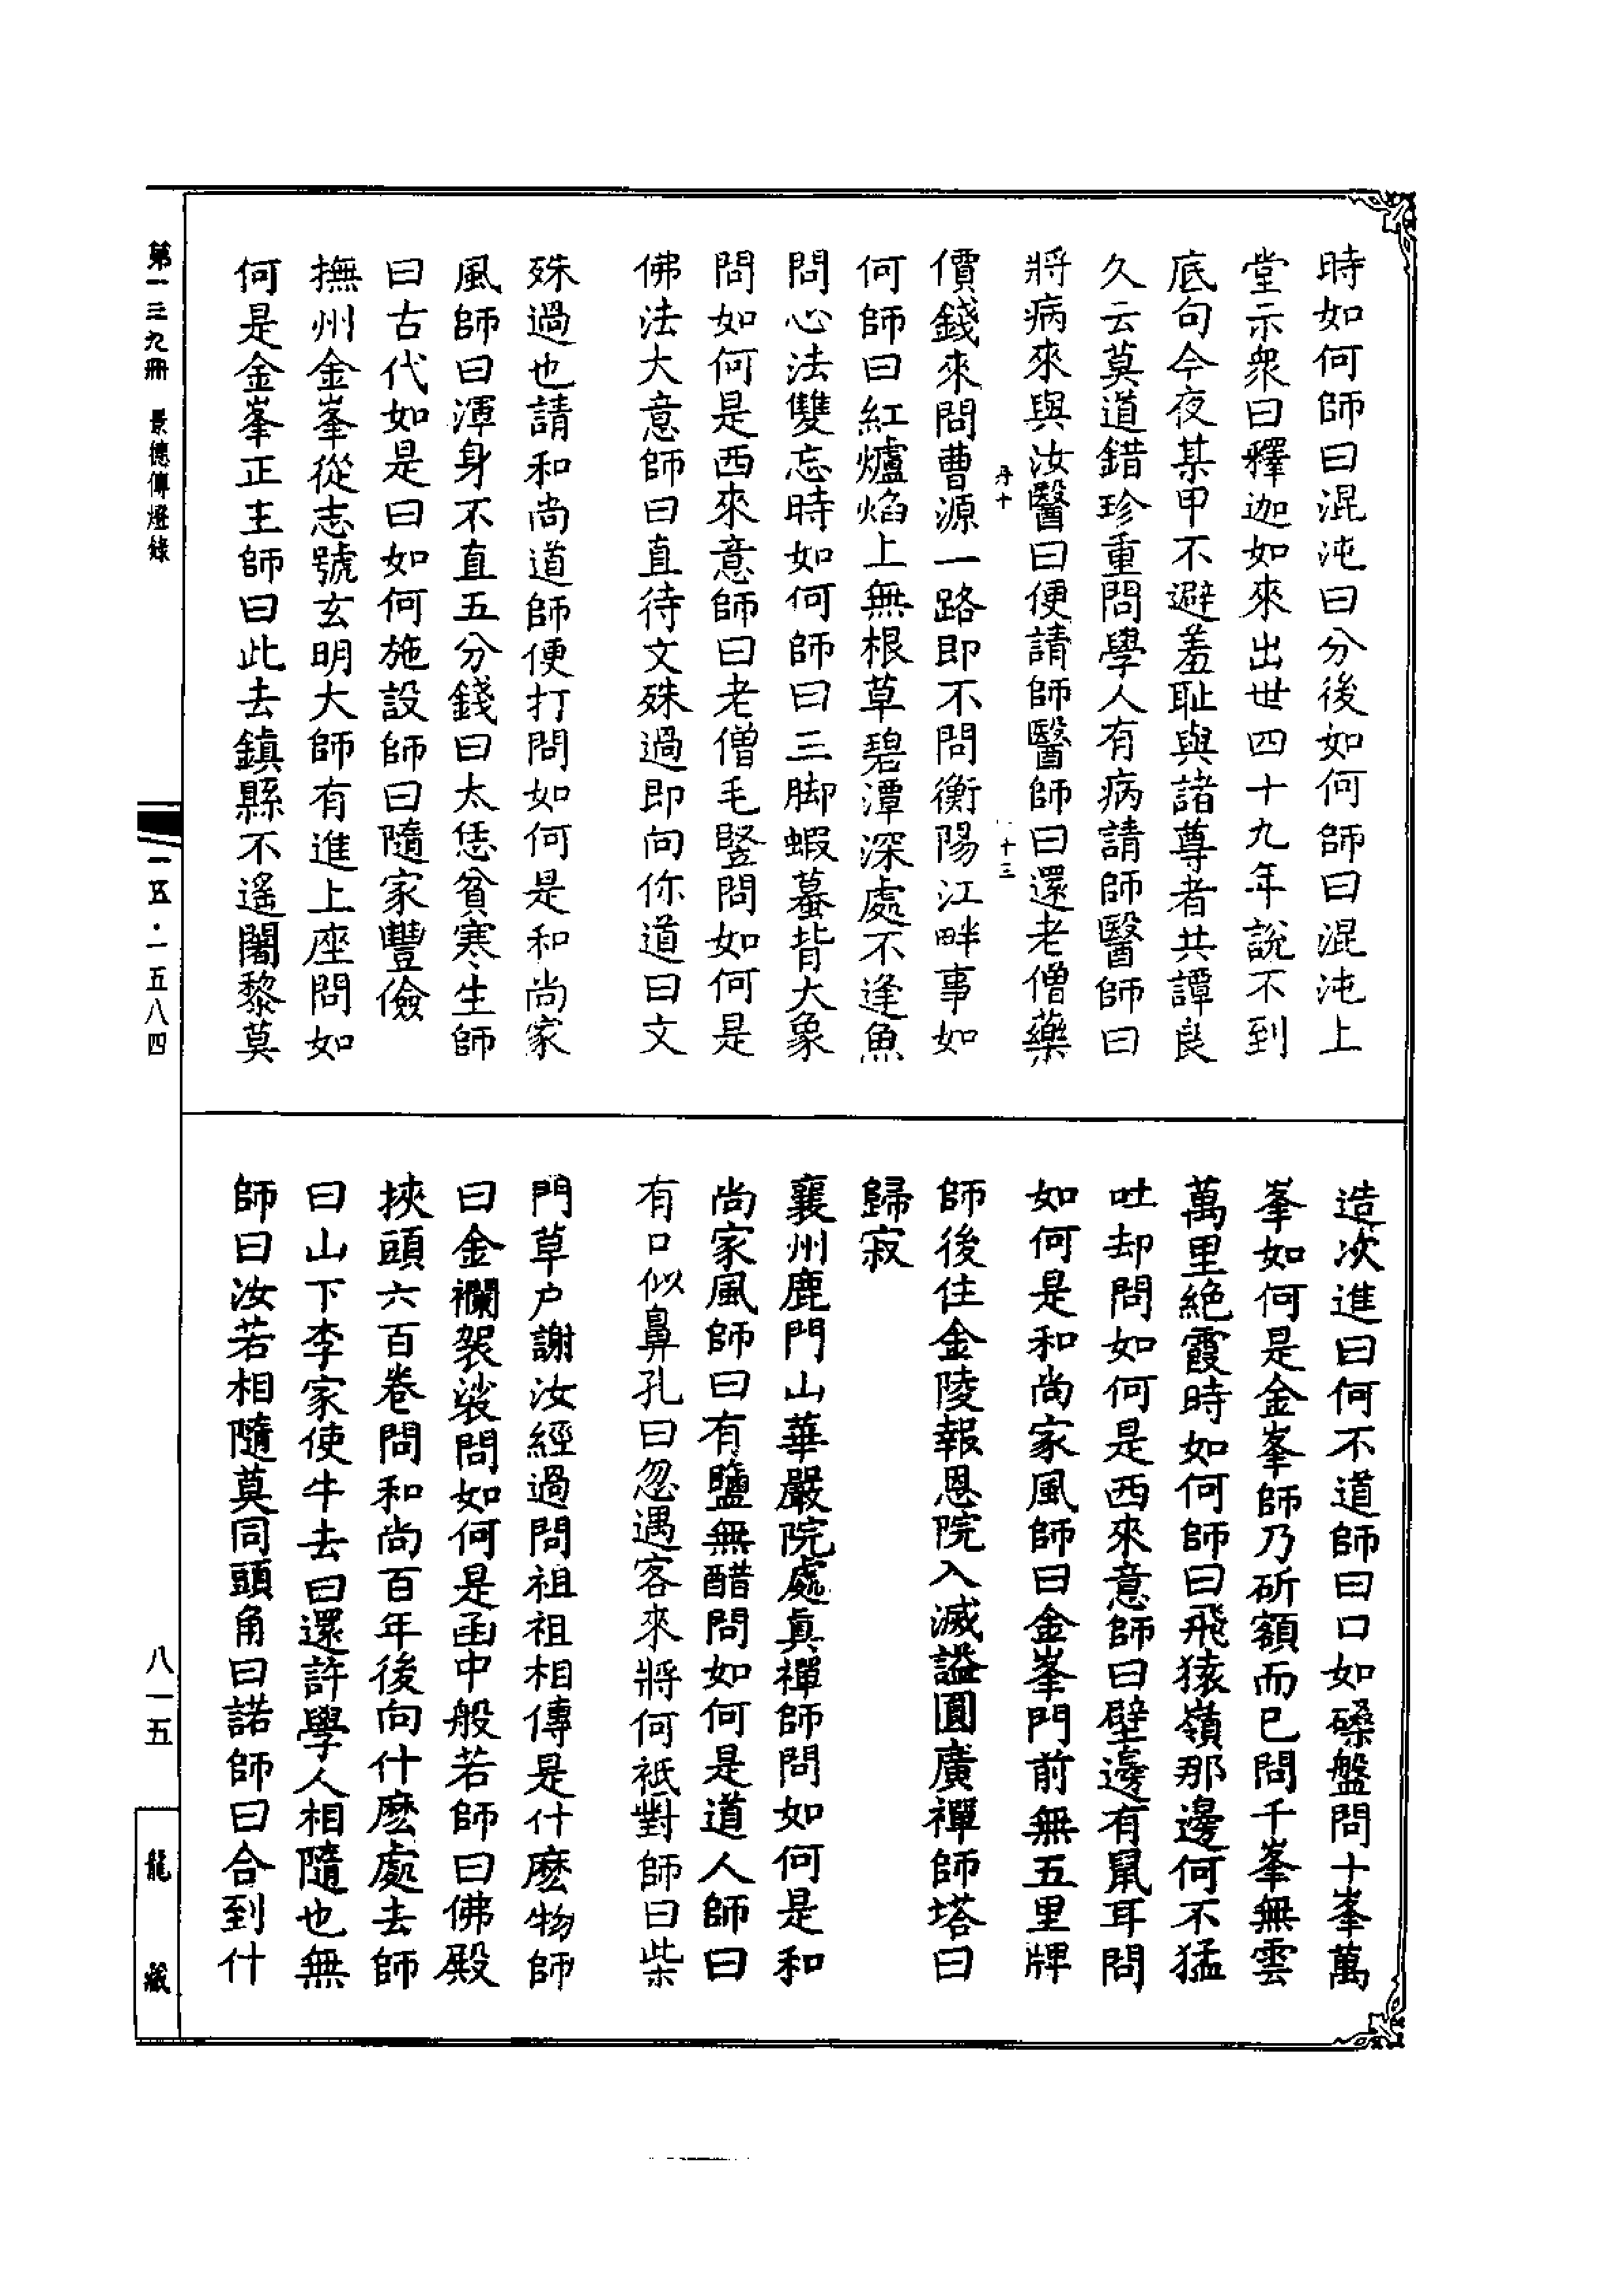 時如何師曰混沌曰分後如何師曰混沌上
堂示衆曰釋迦如來出世四十九年說不到
底句今夜某甲不避羞耻與諸尊者共譚良
久云莫道錯珍重問學人有病請師醫師曰
將病來與汝醫曰便請師醫師曰還老僧藥
十三
價錢來問曹源一路即不問衡陽江畔事如
何師曰紅爐焰上無根草碧潭深處不逢魚
問心法雙忘時如何師曰三脚蝦蟇背大象
問如何是西來意師曰老僧毛豎問如何是
佛法大意師曰直待文殊過即向你道曰文
殊過也請和尚道師便打問如何是和尚家
風師曰渾身不直五分錢曰太恁貧寒生師
曰古代如是曰如何施設師曰隨家豐儉
撫州金峯從志號玄明大師有進上座問如
何是金峯正主師曰此去鎮縣不遙闍黎莫
造次進曰何不道師曰口如磉盤問十峯萬
峯如何是金峯師乃斫額而已問千峯無雲
萬里絕霞時如何師曰飛猿嶺那邊何不猛
吐却問如何是西來意師曰壁邊有鼠耳問
如何是和尚家風師曰金峯門前無五里牌
師後住金陵報恩院入滅謚圓廣禪師塔曰
歸寂
襄州鹿門山華嚴院處眞禪師問如何是和
尚家風師曰有鹽無醋問如何是道人師曰
有口似鼻孔曰忽遇客來將何祗對師曰柴
門草户謝汝經過問祖祖相傳是什麽物師
曰金襴袈裟問如何是函中般若師曰佛殿
挾頭六百卷問和尚百年後向什麽處去師
曰山下李家使牛去曰還許學人相隨也無
師曰汝若相隨莫同頭角曰諾師曰合到什
第一三九冊 景德傳燈錄
一五·一五八四
八一五
龍藏